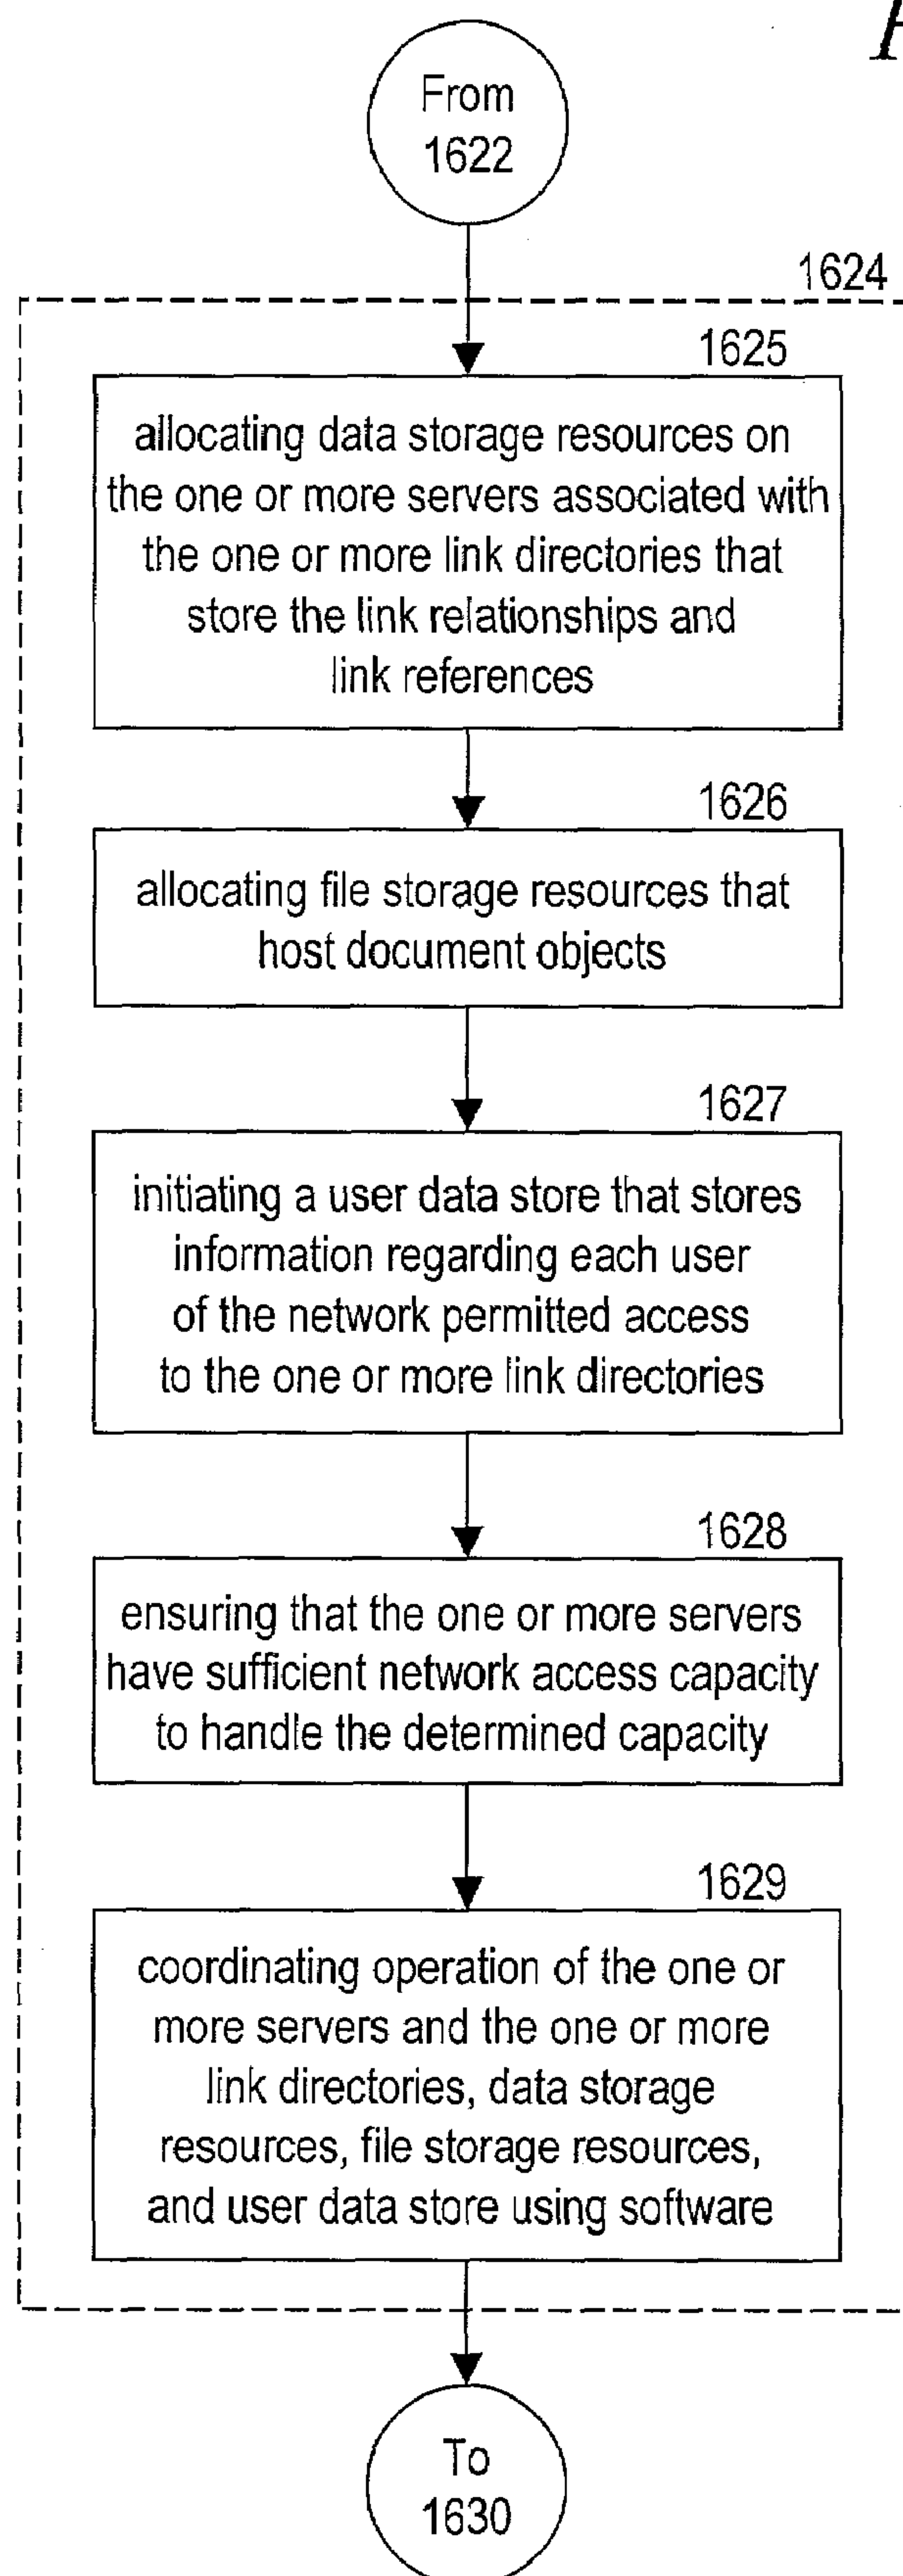 From
1622
1624
1625
allocating data storage resources on
the one or more servers associated with
the one or more link directories that
store the link relationships and
link references
1626
allocating file storage resources that
host document objects
1627
initiating a user data store that stores
information regarding each user
of the network permitted access
to the one or more link directories
1628
ensuring that the one or more servers
have sufficient network access capacity
to handle the determined capacity
1629
coordinating operation of the one or
more servers and the one or more
link directories, data storage
resources, file storage resources,
and user data store using software
To
1630